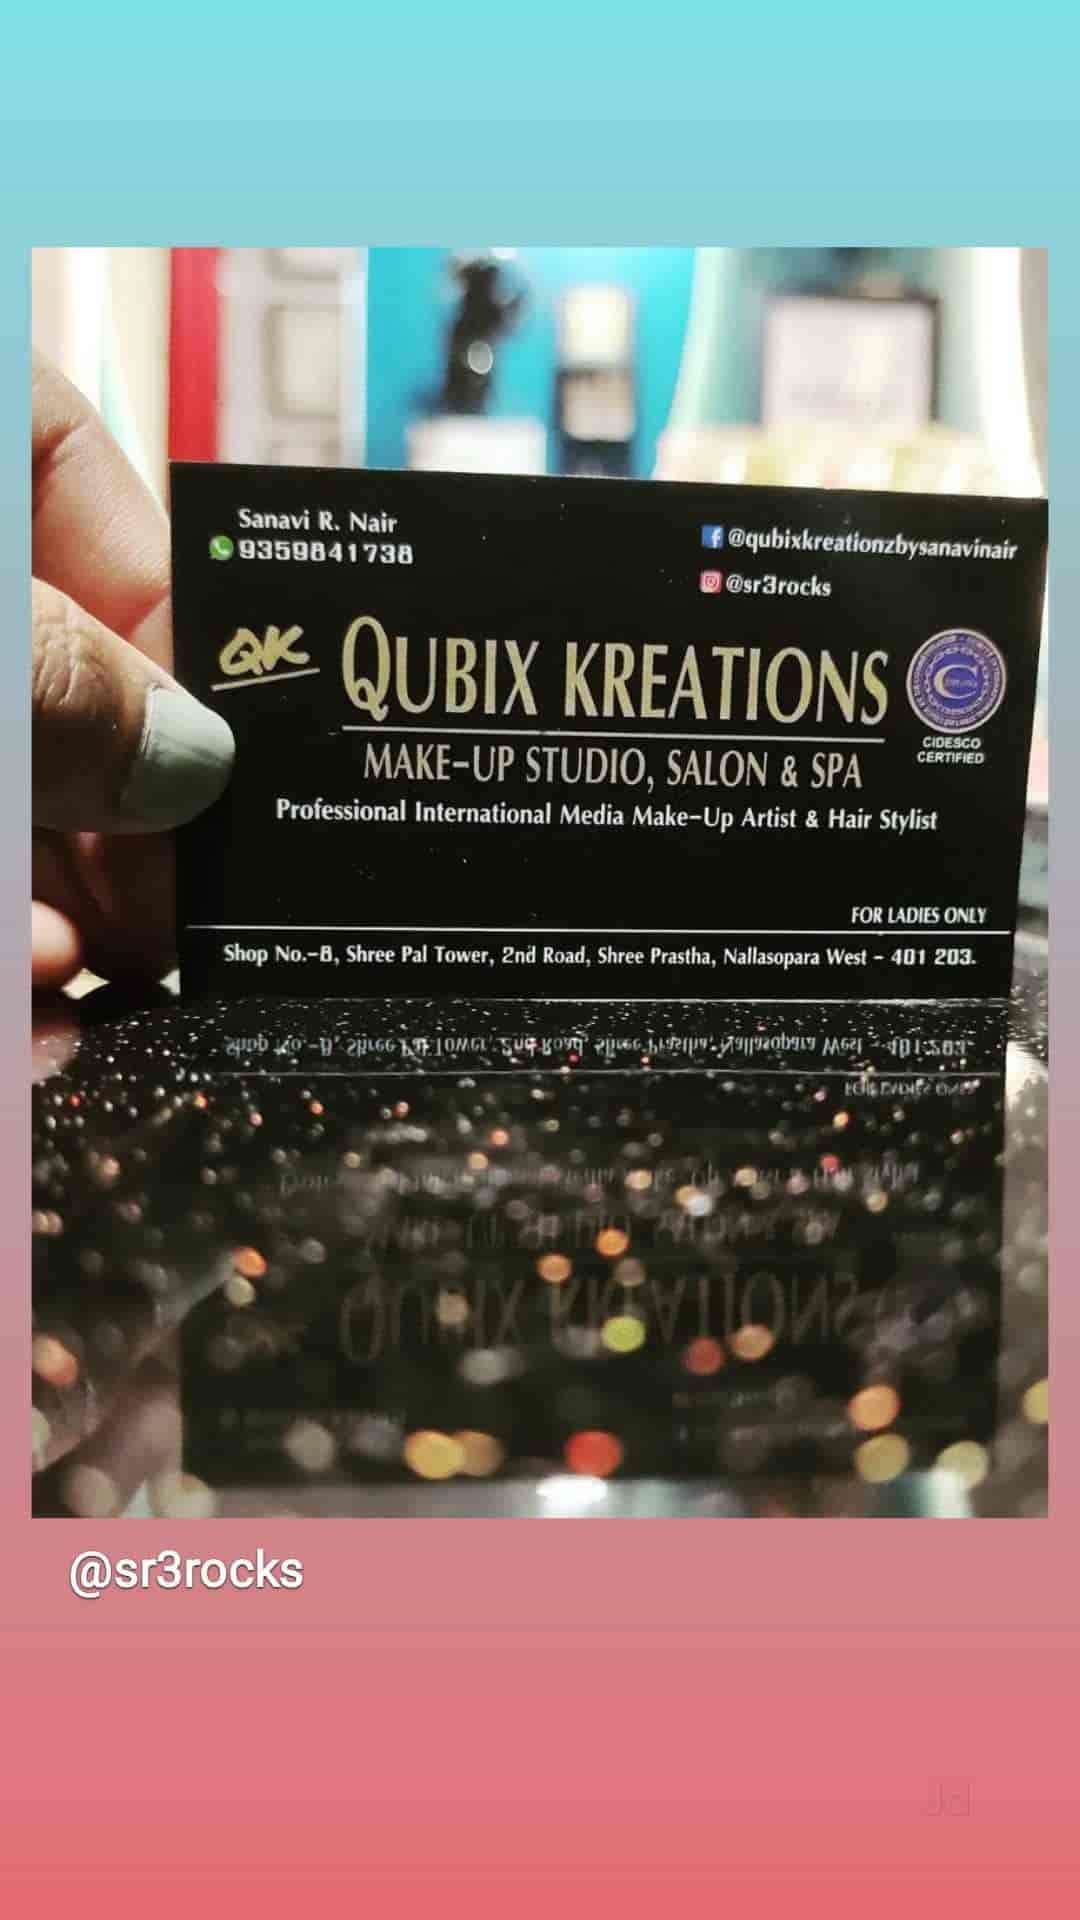 Sanavi R. Nair
9359841738
@qubixkreationzbysanavinair
@sr3rocks
QK QUBIX KREATIONS
CIDESCO
CERTIFIED
MAKE-UP STUDIO, SALON & SPA
Professional International Media Make-Up Artist & Hair Stylist
FOR LADIES ONLY
Shop No.-8, Shree Pal Tower, 2nd Road, Shree Prastha, Nallasopara West - 401 203.
@sr3rocks
Jd